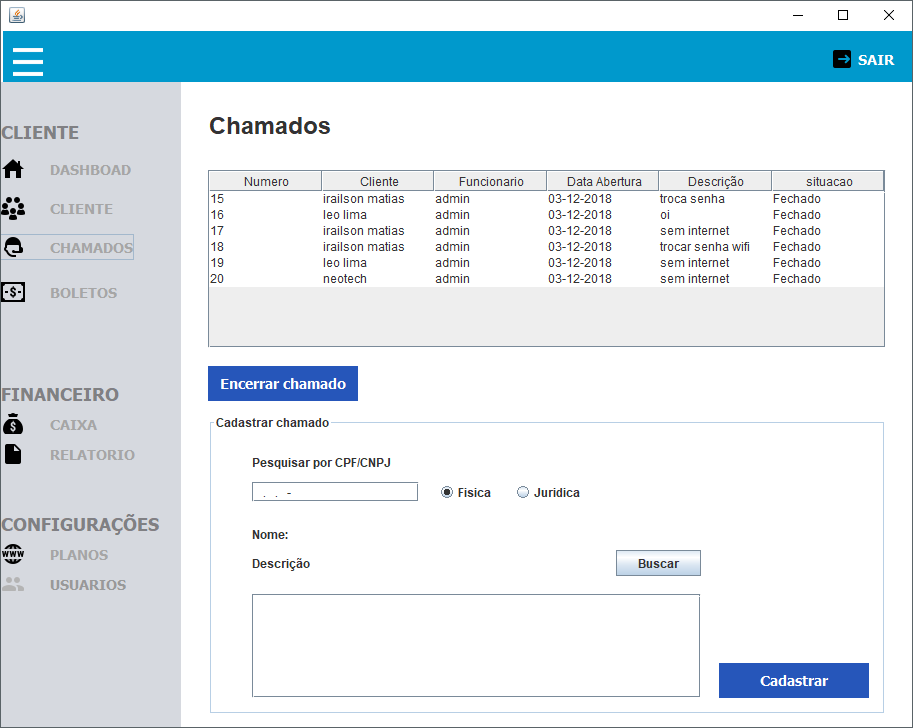 SAIR
CLIENTE
DASHBOAD
CLIENTE
CHAMADOS
BOLETOS
FINANCEIRO
CAIXA
RELATORIO
CONFIGURAÇÕES
WWW PLANOS
USUARIOS
Chamados
Numero Cliente Funcionario Data Abertura Descrição situacao
15 irailson matias admin 03-12-2018 troca senha Fechado
16 leo lima admin 03-12-2018 oi Fechado
17 irailson matias admin 03-12-2018 sem internet Fechado
18 irailson matias admin 03-12-2018 trocar senha wifi Fechado
19 leo lima admin 03-12-2018 sem internet Fechado
20 neotech admin 03-12-2018 sem internet Fechado
Encerrar chamado
Cadastrar chamado
Pesquisar por CPF/CNPJ
. . - Fisica Juridica
Nome:
Descrição Buscar
Cadastrar